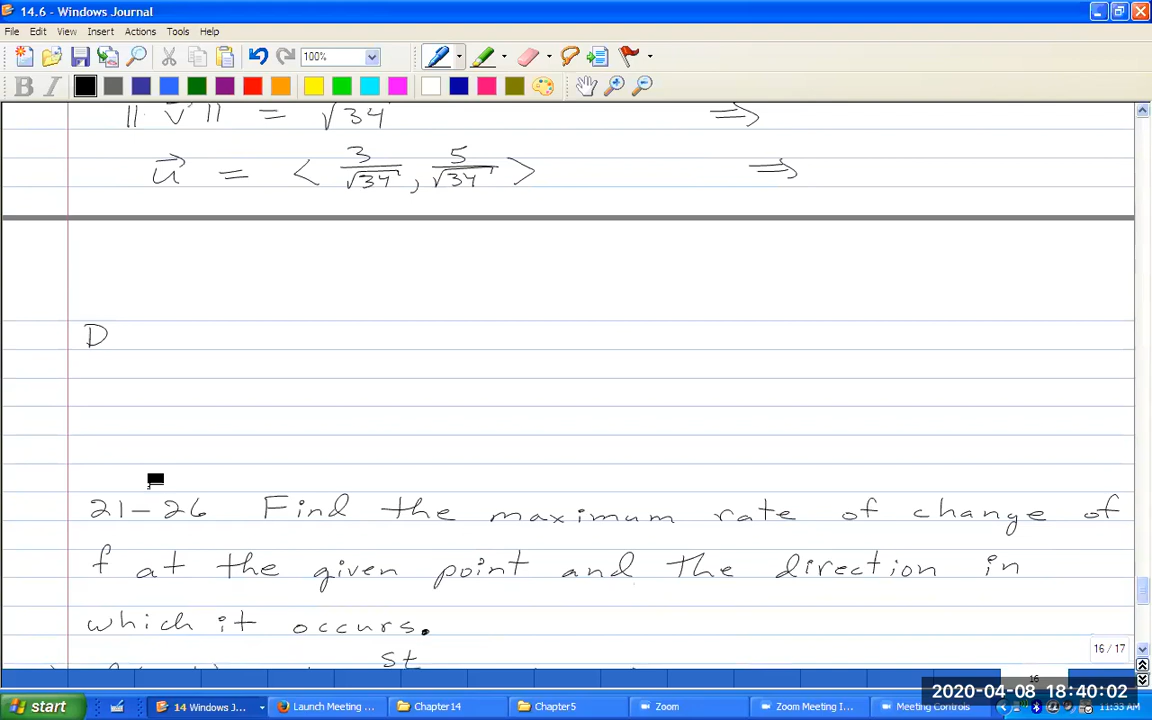 14.6 - Windows Journal
File Edit View Insert Actions Tools Help
100%
|| v⃗ || = √34 ⇒
u⃗ = < 3/√34 , 5/√34 > ⇒
D
21-26 Find the maximum rate of change of
f at the given point and the direction in
which it occurs.
st
16 / 17
16
2020-04-08 18:40:02
start
14 Windows J...
Launch Meeting ...
Chapter14
Chapter5
Zoom
Zoom Meeting I...
Meeting Controls
11:33 AM